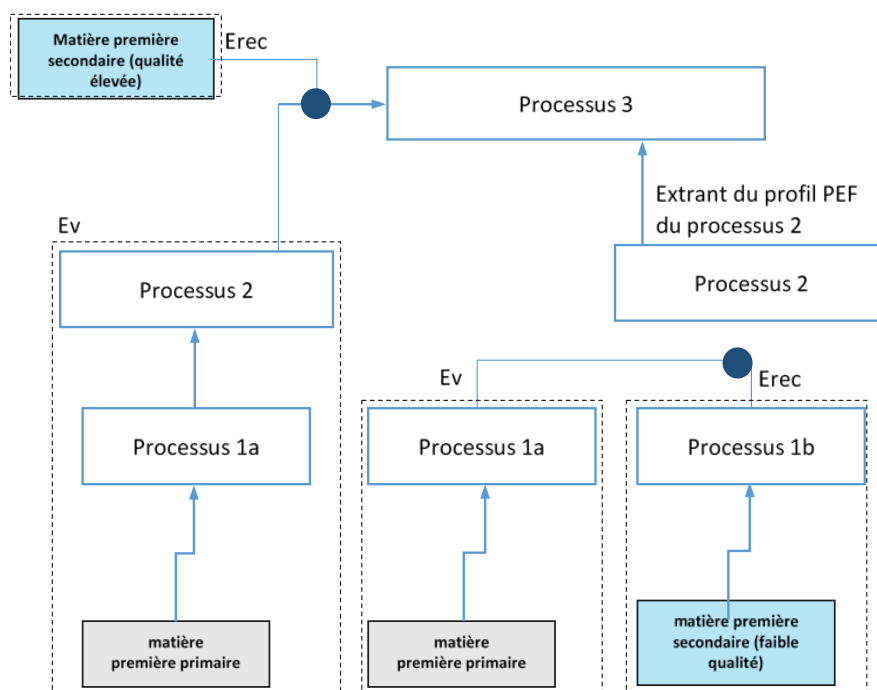 Matière première
secondaire (qualité
élevée)
Erec
Processus 3
Extrant du profil PEF
du processus 2
Ev
Processus 2
Processus 2
Ev
Erec
Processus 1a
Processus 1a
Processus 1b
matière
première primaire
matière
première primaire
matière première
secondaire (faible
qualité)